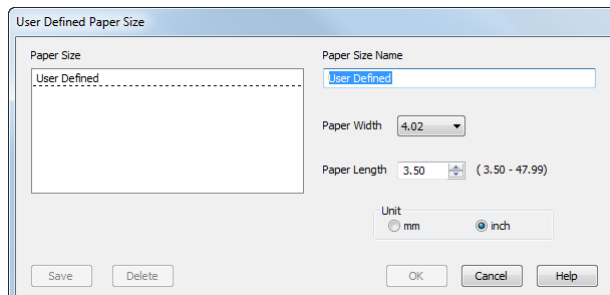 User Defined Paper Size
Paper Size
User Defined
Paper Size Name
User Defined
Paper Width 4.02
Paper Length 3.50 ( 3.50 - 47.99)
Unit
mm inch
Save Delete OK Cancel Help